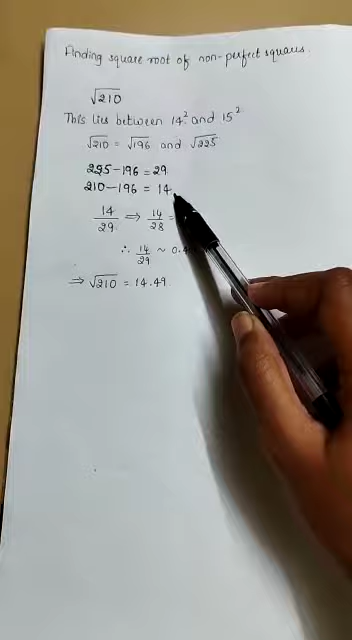 Finding square root of non-perfect squares.
√210
This lies between 14² and 15²
√210 = √196 and √225
225-196 = 29
210-196 = 14
14/29 ⇒ 14/28 =
∴ 14/29 ~ 0.4
⇒ √210 = 14.49